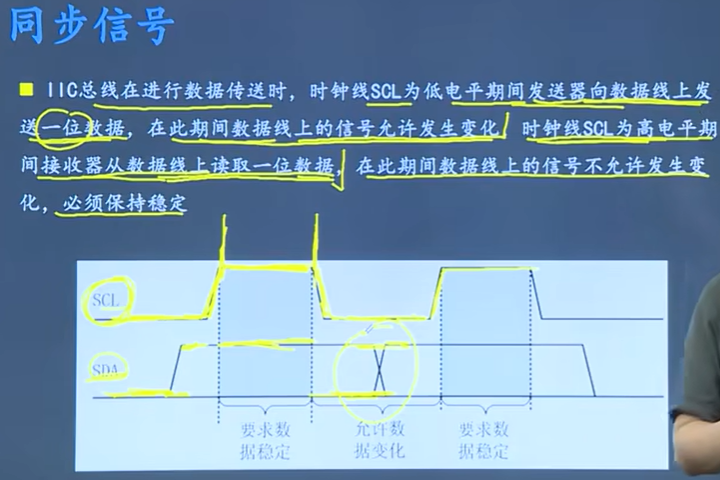 同步信号
IIC总线在进行数据传送时，时钟线SCL为低电平期间发送器向数据线上发
送一位数据，在此期间数据线上的信号允许发生变化，时钟线SCL为高电平期
间接收器从数据线上读取一位数据，在此期间数据线上的信号不允许发生变
化，必须保持稳定
SCL
SDA
要求数
据稳定
允许数
据变化
要求数
据稳定